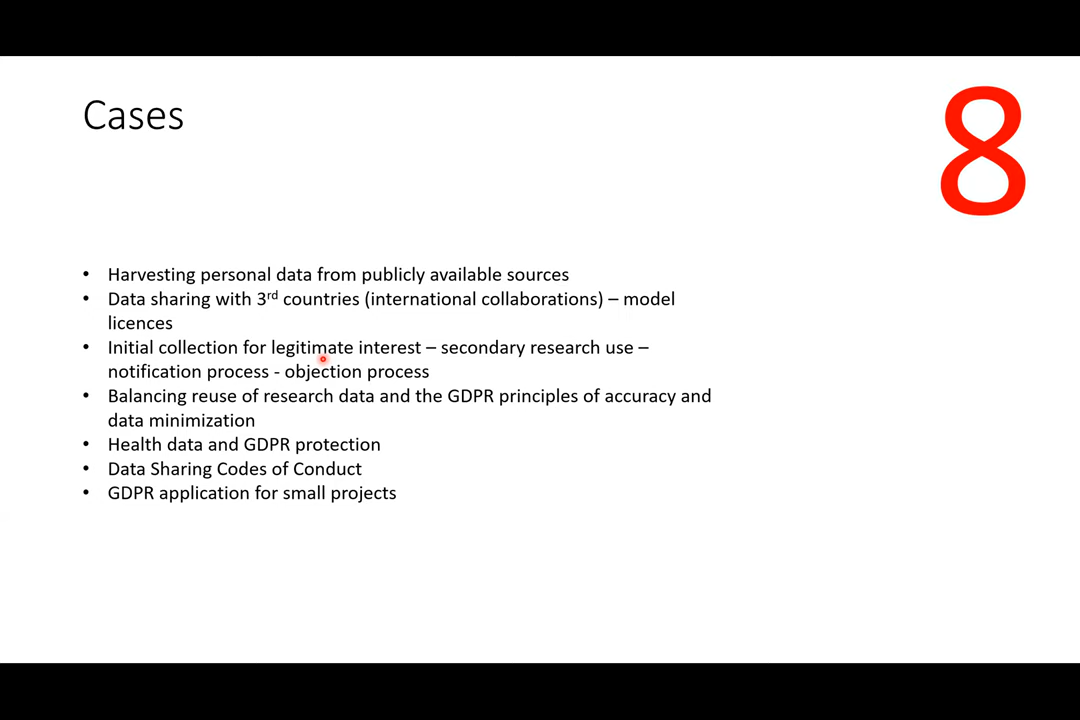 Cases
8
• Harvesting personal data from publicly available sources
• Data sharing with 3rd countries (international collaborations) – model
licences
• Initial collection for legitimate interest – secondary research use –
notification process - objection process
• Balancing reuse of research data and the GDPR principles of accuracy and
data minimization
• Health data and GDPR protection
• Data Sharing Codes of Conduct
• GDPR application for small projects